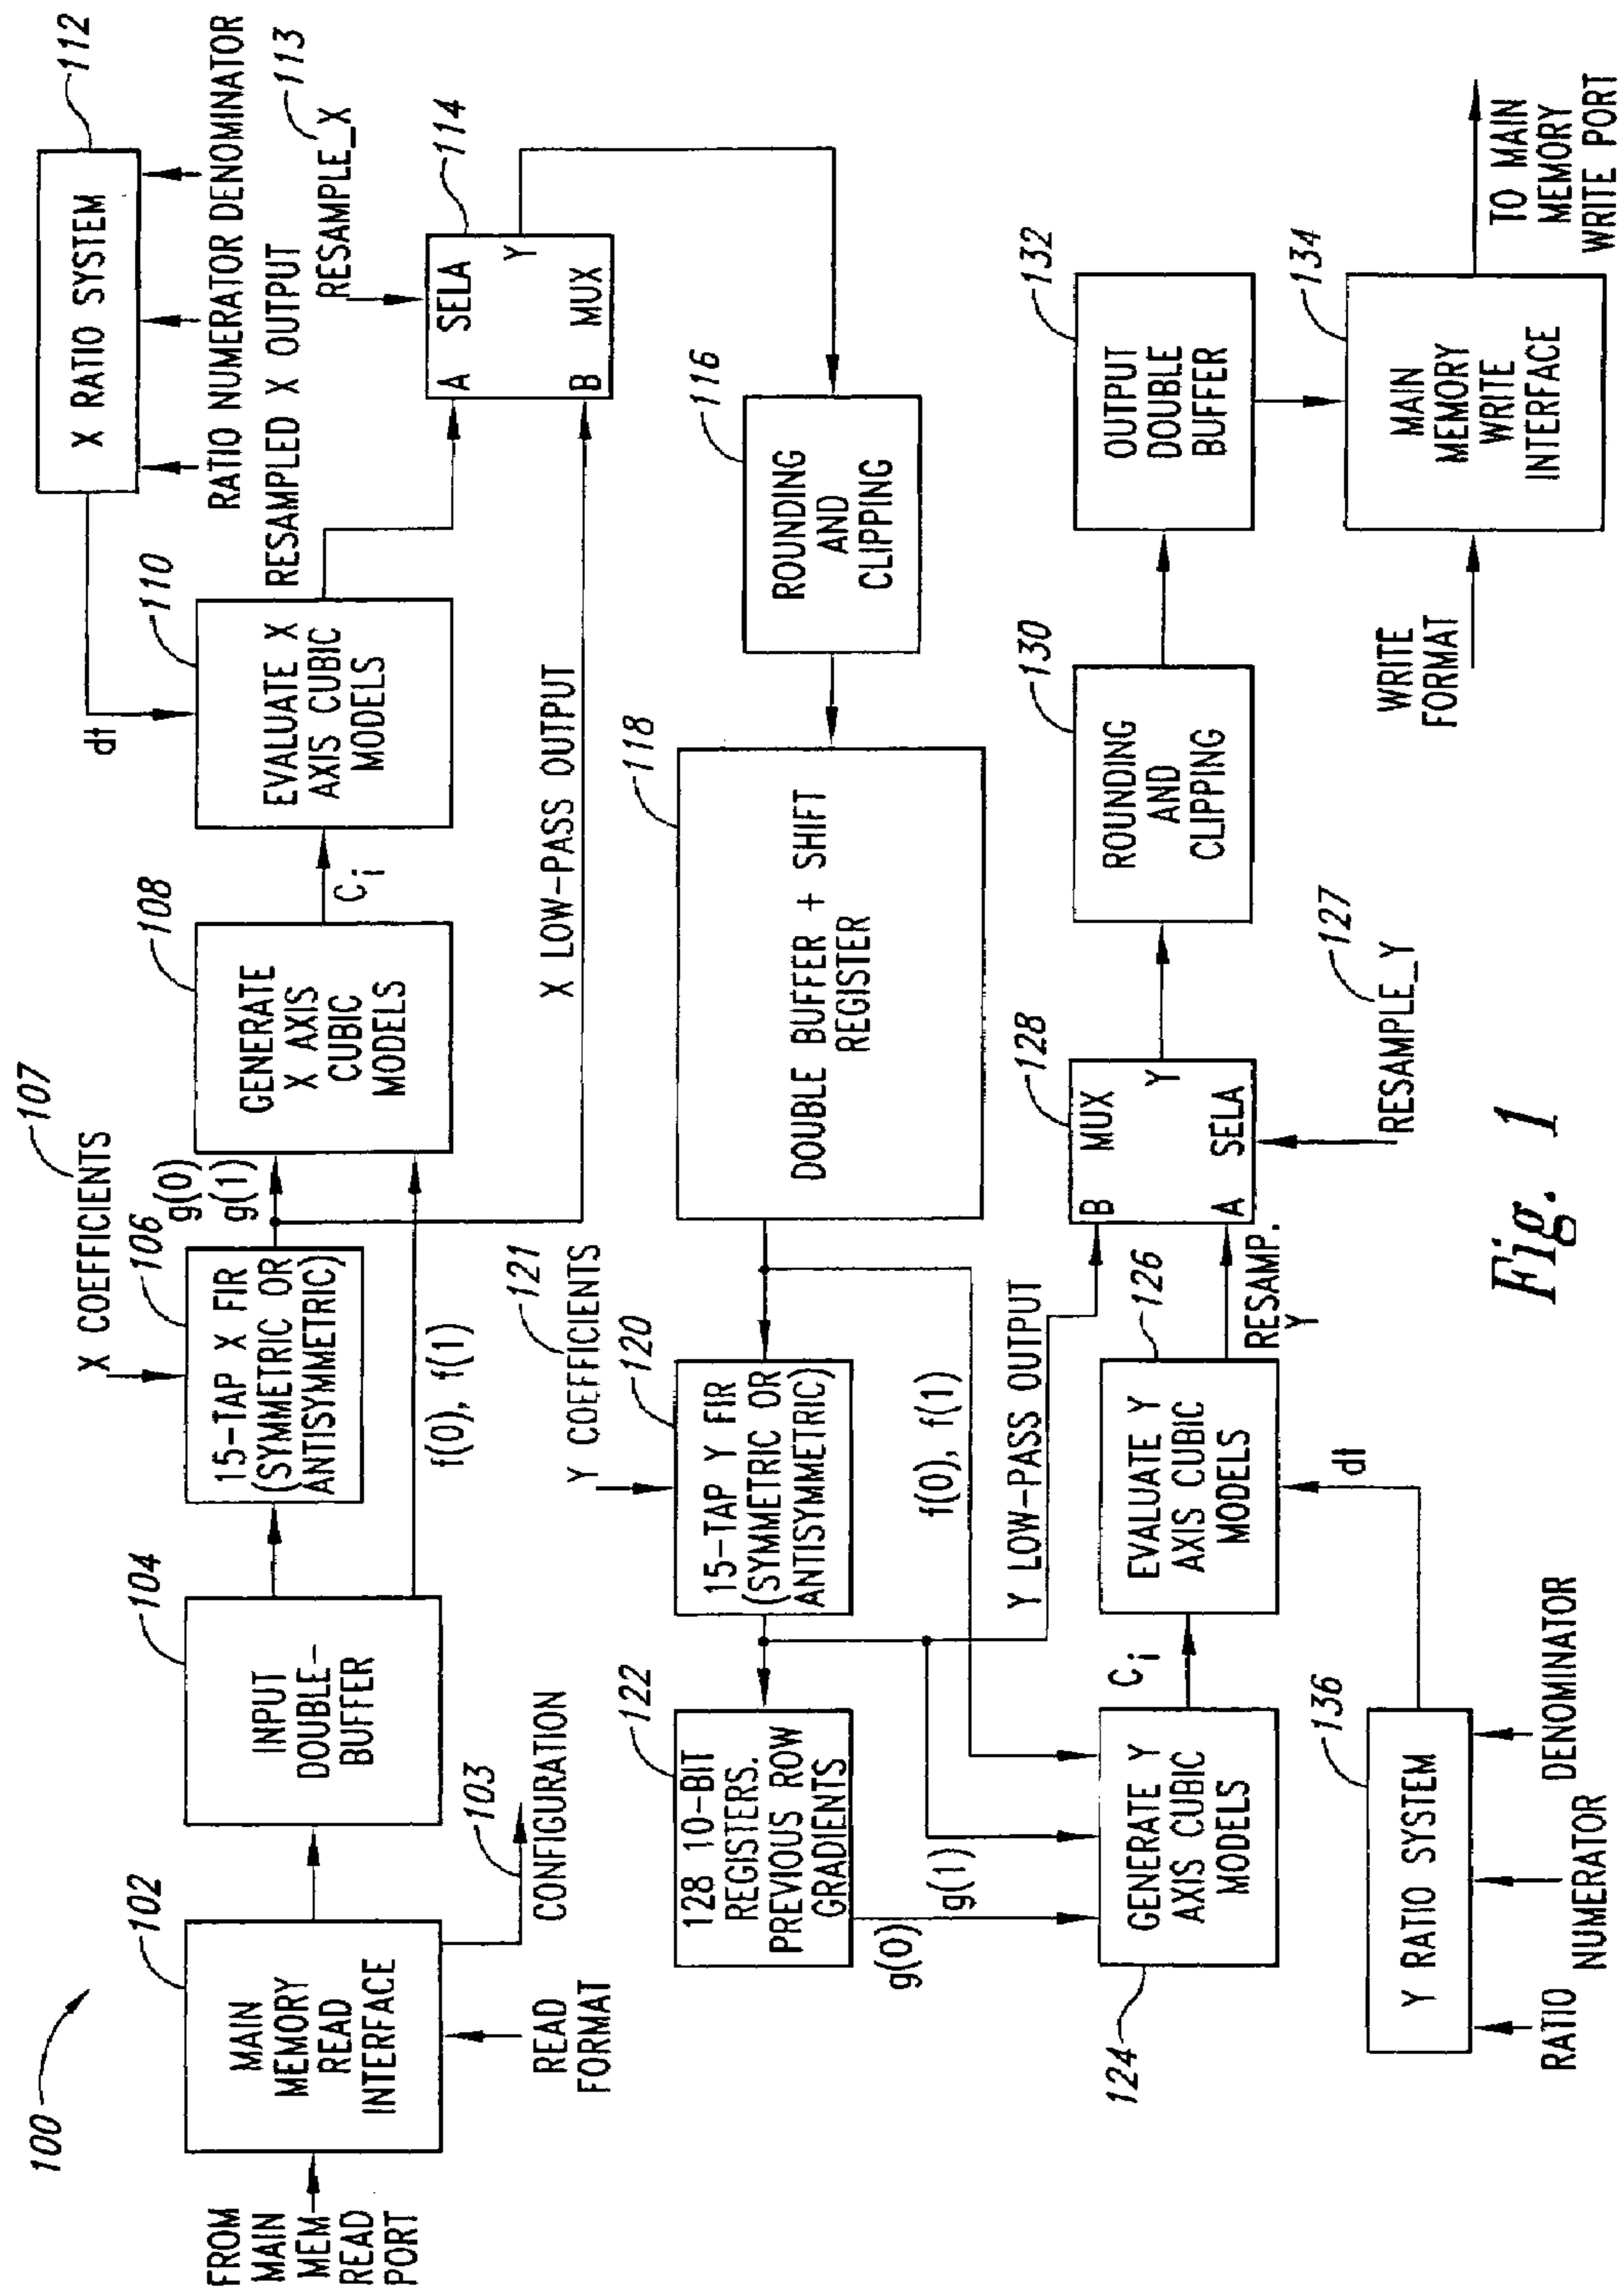 100
FROM
MAIN
MEM
READ
PORT
102
MAIN
MEMORY
READ
INTERFACE
READ
FORMAT
103
CONFIGURATION
104
INPUT
DOUBLE-
BUFFER
X COEFFICIENTS
107
106
15-TAP X FIR
(SYMMETRIC OR
ANTISYMMETRIC)
g(0)
g(1)
f(0), f(1)
108
GENERATE
X AXIS
CUBIC
MODELS
Ci
110
EVALUATE X
AXIS CUBIC
MODELS
dt
112
X RATIO SYSTEM
RATIO NUMERATOR DENOMINATOR
RESAMPLED X OUTPUT
X LOW-PASS OUTPUT
113
RESAMPLE_X
114
A SELA
Y
B MUX
116
ROUNDING
AND
CLIPPING
118
DOUBLE BUFFER + SHIFT
REGISTER
Y COEFFICIENTS
121
120
15-TAP Y FIR
(SYMMETRIC OR
ANTISYMMETRIC)
122
128 10-BIT
REGISTERS.
PREVIOUS ROW
GRADIENTS
g(0)
g(1)
f(0), f(1)
Y LOW-PASS OUTPUT
124
GENERATE Y
AXIS CUBIC
MODELS
Ci
126
EVALUATE Y
AXIS CUBIC
MODELS
RESAMP.
Y
dt
136
Y RATIO SYSTEM
RATIO NUMERATOR DENOMINATOR
128
B MUX
Y
A SELA
127
RESAMPLE_Y
130
ROUNDING
AND
CLIPPING
132
OUTPUT
DOUBLE
BUFFER
134
MAIN
MEMORY
WRITE
INTERFACE
WRITE
FORMAT
TO MAIN
MEMORY
WRITE PORT
Fig. 1